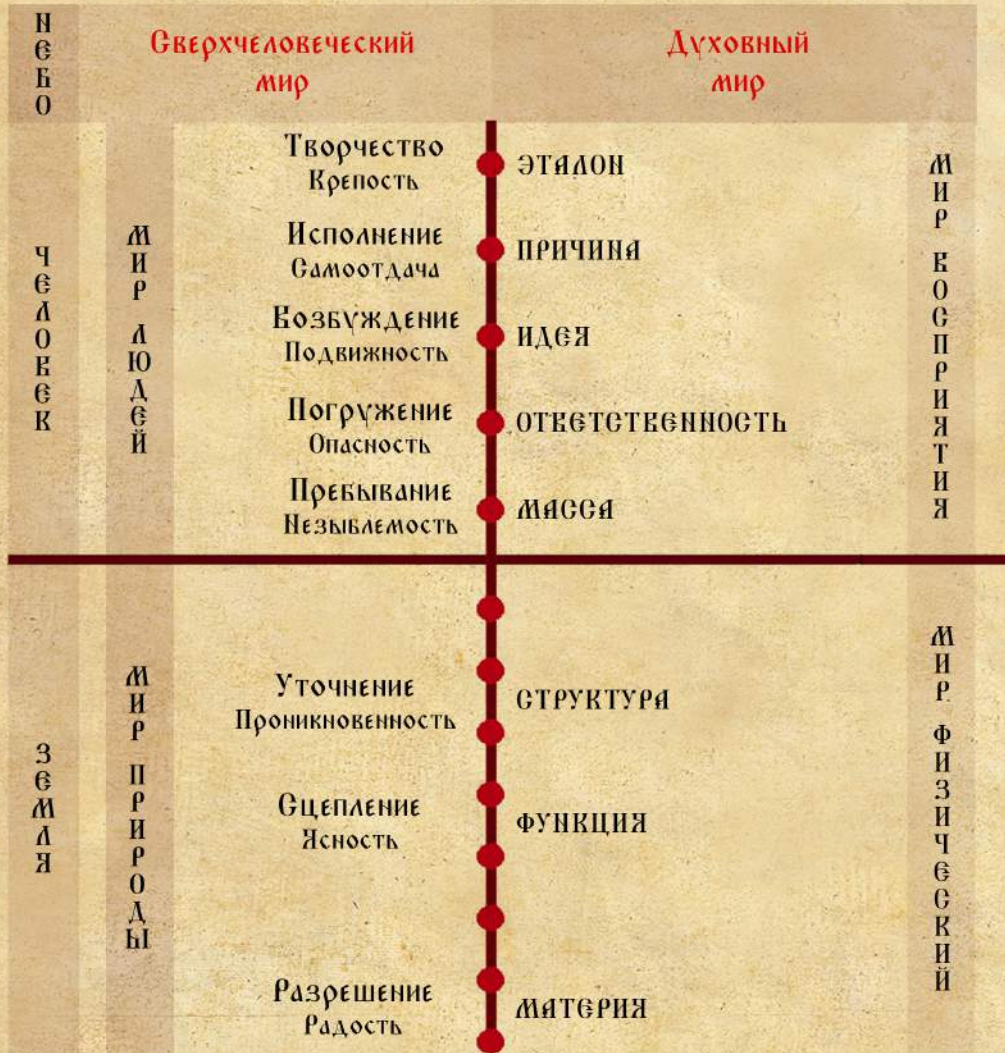 НЕБО
Сверхчеловеческий
мир
Духовный
мир
ЧЕЛОВЕК
МИР ЛЮДЕЙ
Творчество
Крепость
ЭТАЛОН
Исполнение
Самоотдача
ПРИЧИНА
Возбуждение
Подвижность
ИДЕЯ
Погружение
Опасность
ОТВЕТСТВЕННОСТЬ
Пребывание
Незыблемость
МАССА
МИР ВОСПРИЯТИЯ
ЗЕМЛЯ
МИР ПРИРОДЫ
Уточнение
Проникновенность
СТРУКТУРА
Сцепление
Ясность
ФУНКЦИЯ
Разрешение
Радость
МАТЕРИЯ
МИР ФИЗИЧЕСКИЙ